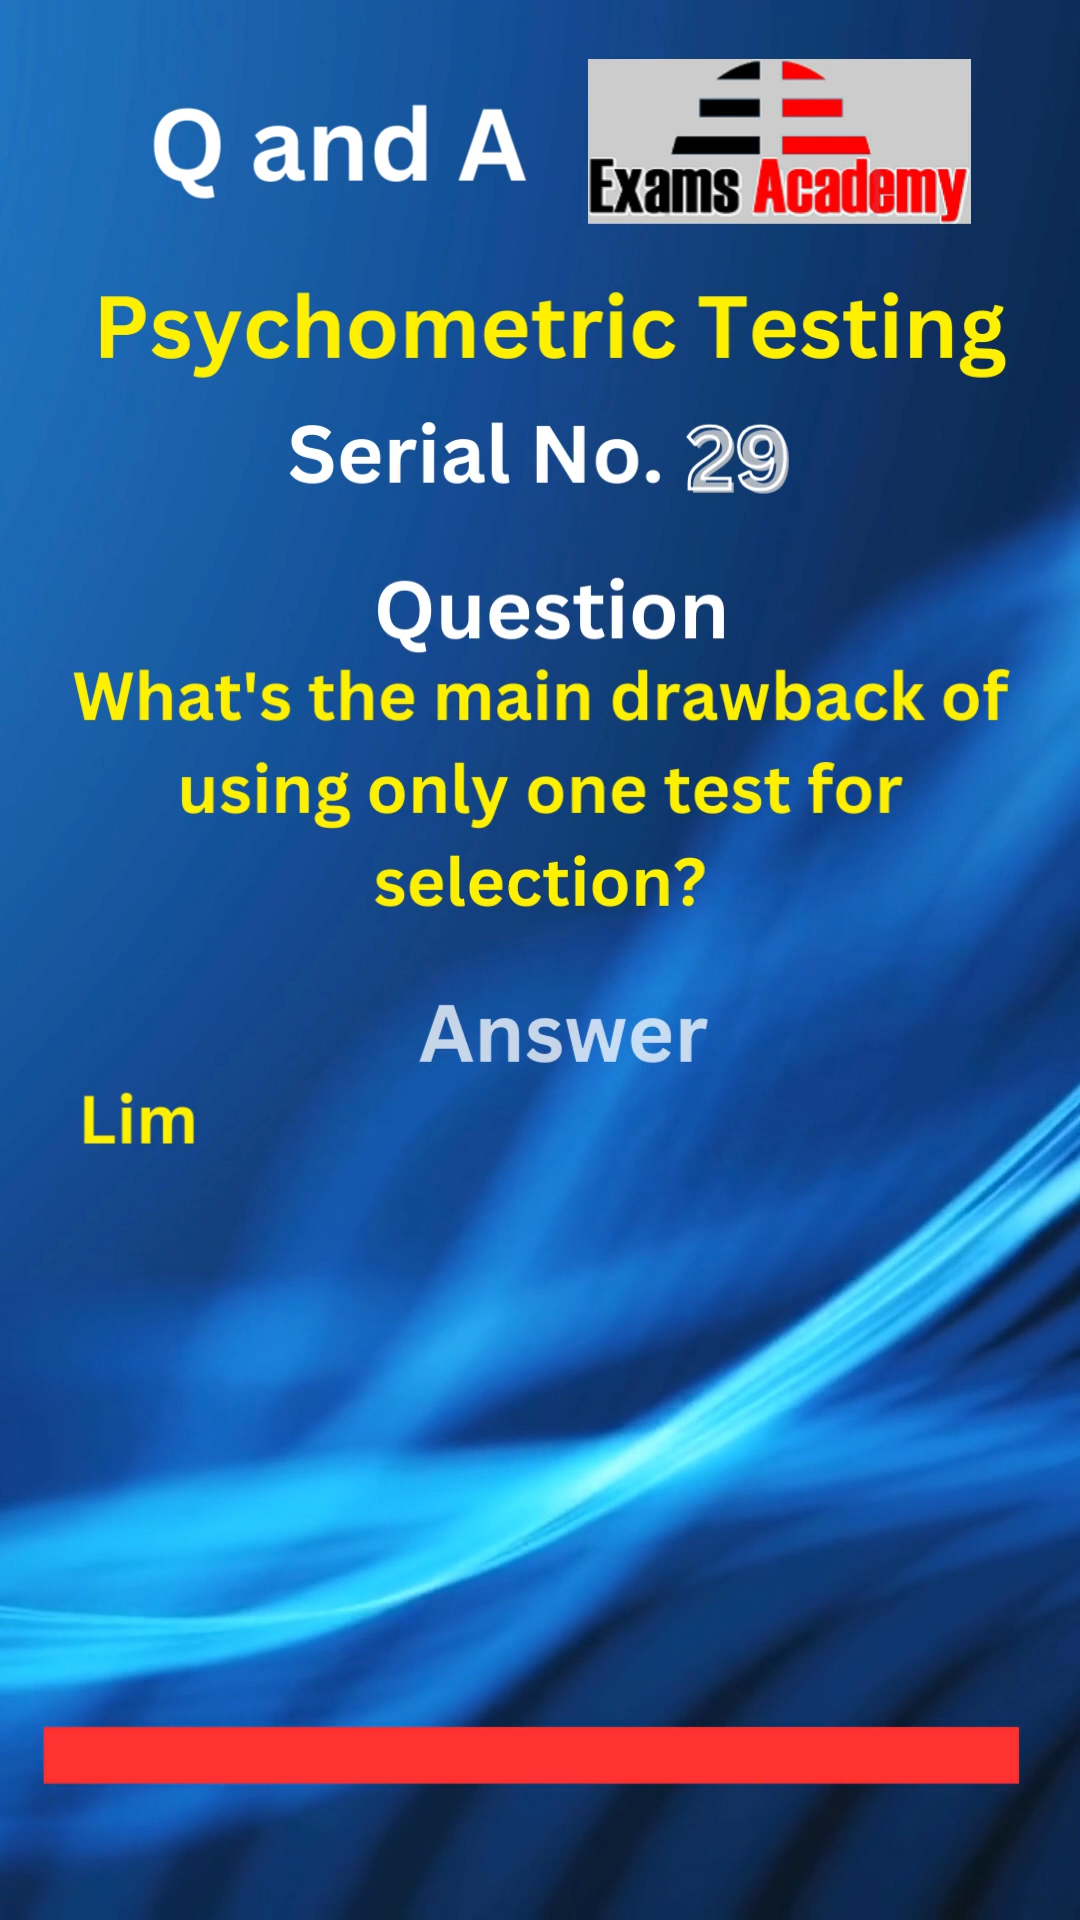 Q and A
Exams Academy
Psychometric Testing
Serial No. 29
Question
What's the main drawback of
using only one test for
selection?
Answer
Lim